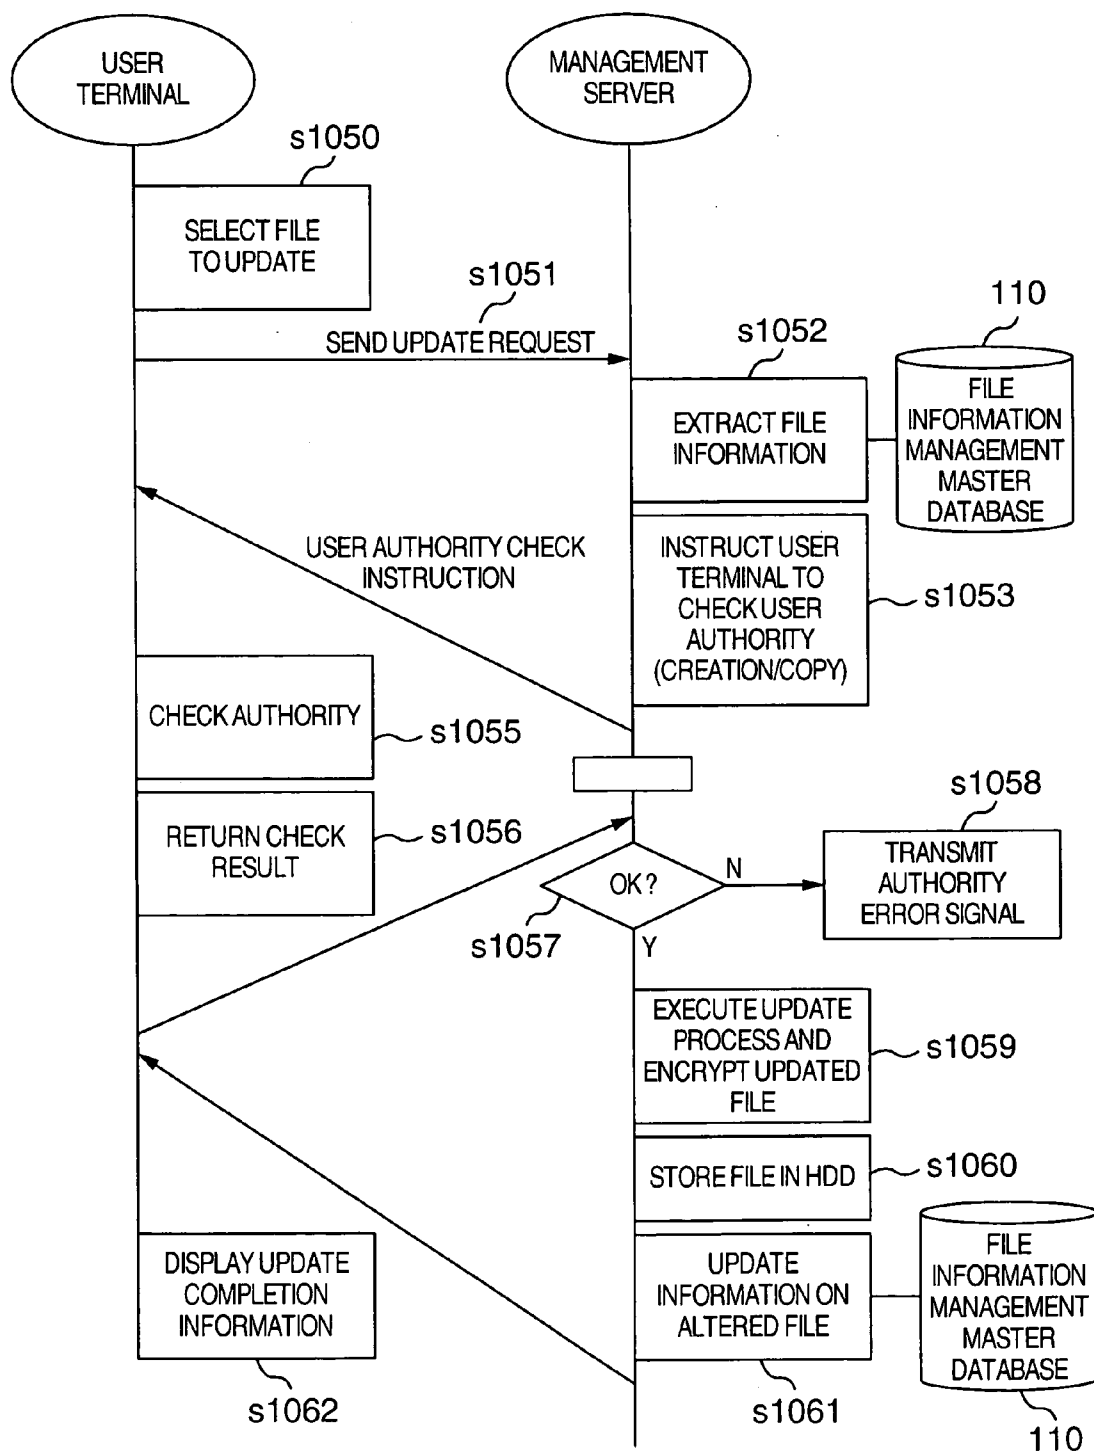 USER
TERMINAL
MANAGEMENT
SERVER
s1050
SELECT FILE
TO UPDATE
s1051
SEND UPDATE REQUEST
s1052
110
EXTRACT FILE
INFORMATION
FILE
INFORMATION
MANAGEMENT
MASTER
DATABASE
USER AUTHORITY CHECK
INSTRUCTION
INSTRUCT USER
TERMINAL TO
CHECK USER
AUTHORITY
(CREATION/COPY)
s1053
CHECK AUTHORITY
s1055
RETURN CHECK
RESULT
s1056
OK?
N
Y
s1057
s1058
TRANSMIT
AUTHORITY
ERROR SIGNAL
EXECUTE UPDATE
PROCESS AND
ENCRYPT UPDATED
FILE
s1059
STORE FILE IN HDD
s1060
DISPLAY UPDATE
COMPLETION
INFORMATION
s1062
UPDATE
INFORMATION ON
ALTERED FILE
s1061
FILE
INFORMATION
MANAGEMENT
MASTER
DATABASE
110